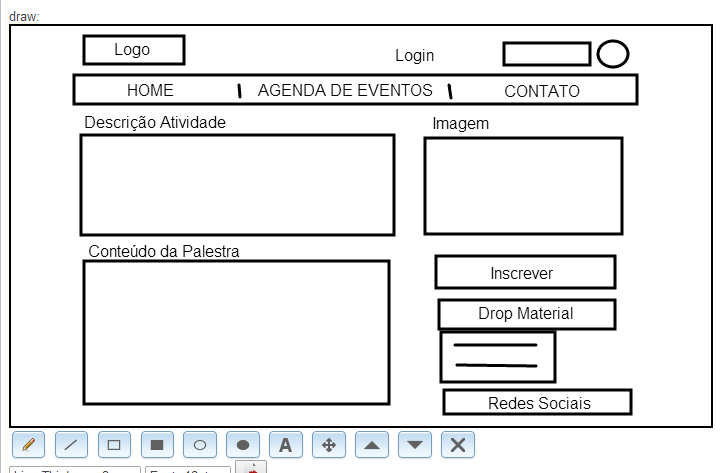 draw:
Logo
Login
HOME
AGENDA DE EVENTOS
CONTATO
Descrição Atividade
Imagem
Conteúdo da Palestra
Inscrever
Drop Material
Redes Sociais
A